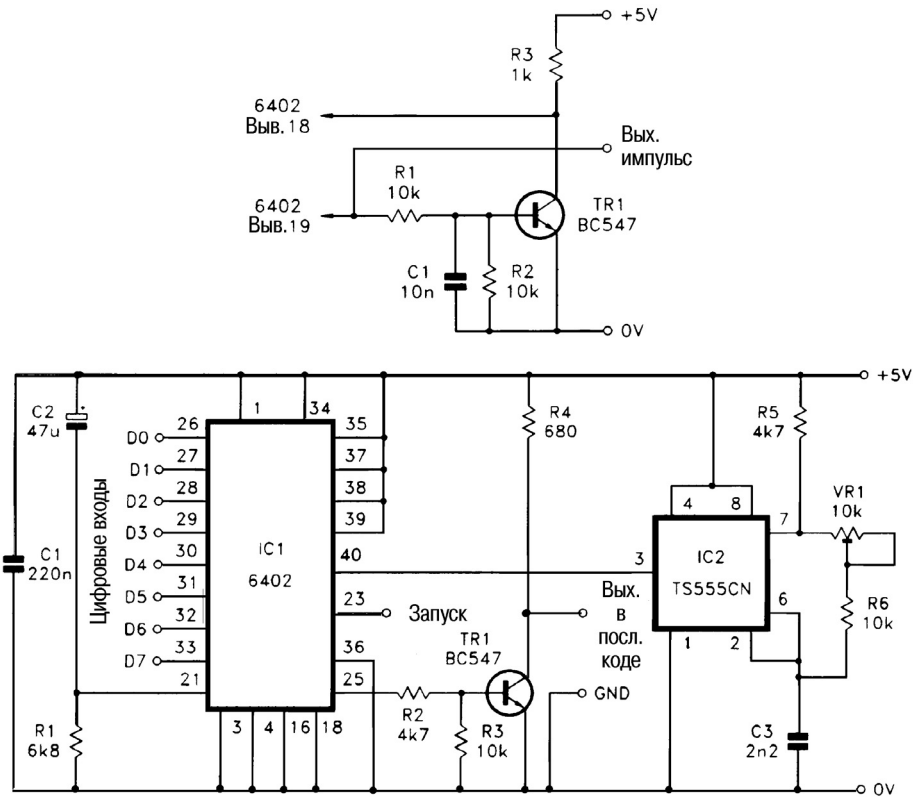 +5V
R3
1k
6402
Выв.18
Вых.
импульс
R1
10k
6402
Выв.19
TR1
BC547
C1
10n
R2
10k
0V
+5V
C2
47u
+
1
34
R4
680
R5
4k7
26
35
D0
27
37
D1
28
38
D2
29
39
D3
30
40
D4
31
23
D5
32
36
D6
33
25
D7
21
Цифровые входы
IC1
6402
C1
220n
4
8
7
VR1
10k
3
IC2
TS555CN
6
1
2
R6
10k
Запуск
Вых.
в
посл.
коде
TR1
BC547
GND
R2
4k7
R3
10k
R1
6k8
3
4
16
18
C3
2n2
0V